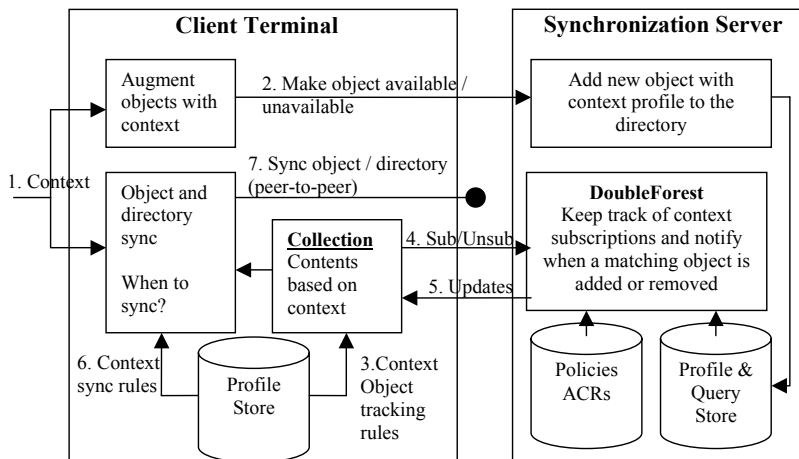 Client Terminal
Synchronization Server
Augment
objects with
context
2. Make object available /
unavailable
Add new object with
context profile to the
directory
1. Context
7. Sync object / directory
(peer-to-peer)
Object and
directory
sync
When to
sync?
Collection
Contents
based on
context
4. Sub/Unsub
5. Updates
DoubleForest
Keep track of context
subscriptions and notify
when a matching object is
added or removed
6. Context
sync rules
Profile
Store
3.Context
Object
tracking
rules
Policies
ACRs
Profile &
Query
Store